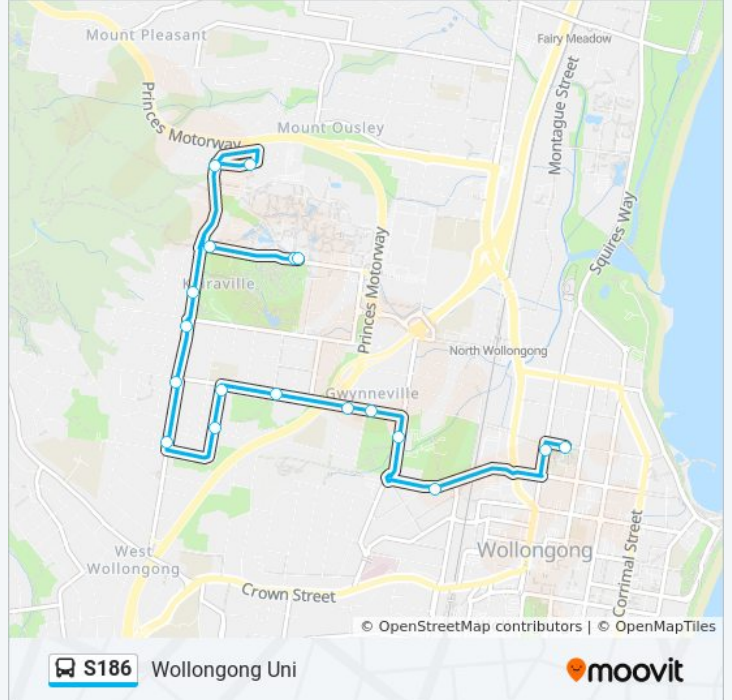 Mount Pleasant
Fairy Meadow
Princes Motorway
Montague Street
Mount Ousley
Squires Way
Keiraville
Princes Motorway
North Wollongong
Gwynneville
Wollongong
West
Wollongong
Crown Street
Corrimal Street
© OpenStreetMap contributors | © OpenMapTiles
S186 Wollongong Uni
moovit